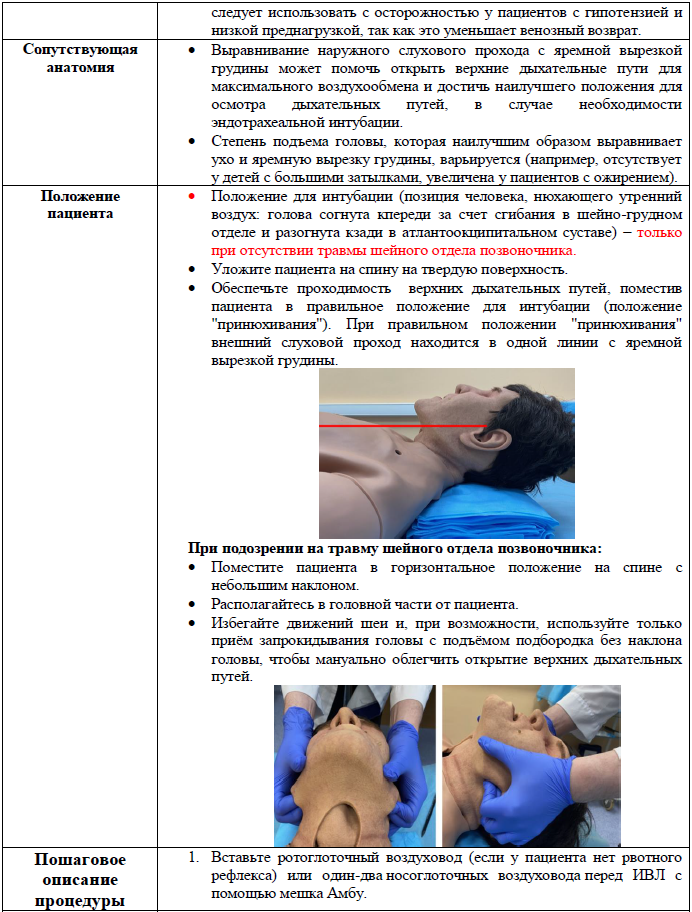 следует использовать с осторожностью у пациентов с гипотензией и
низкой преднагрузкой, так как это уменьшает венозный возврат.
Сопутствующая
анатомия
• Выравнивание наружного слухового прохода с яремной вырезкой
грудины может помочь открыть верхние дыхательные пути для
максимального воздухообмена и достичь наилучшего положения для
осмотра дыхательных путей, в случае необходимости
эндотрахеальной интубации.
• Степень подъема головы, которая наилучшим образом выравнивает
ухо и яремную вырезку грудины, варьируется (например, отсутствует
у детей с большими затылками, увеличена у пациентов с ожирением).
Положение
пациента
• Положение для интубации (позиция человека, нюхающего утренний
воздух: голова согнута кпереди за счет сгибания в шейно-грудном
отделе и разогнута кзади в атлантоокципитальном суставе) – только
при отсутствии травмы шейного отдела позвоночника.
• Уложите пациента на спину на твердую поверхность.
• Обеспечьте проходимость верхних дыхательных путей, поместив
пациента в правильное положение для интубации (положение
"принюхивания"). При правильном положении "принюхивания"
внешний слуховой проход находится в одной линии с яремной
вырезкой грудины.
При подозрении на травму шейного отдела позвоночника:
• Поместите пациента в горизонтальное положение на спине с
небольшим наклоном.
• Располагайтесь в головной части от пациента.
• Избегайте движений шеи и, при возможности, используйте только
приём запрокидывания головы с подъёмом подбородка без наклона
головы, чтобы мануально облегчить открытие верхних дыхательных
путей.
Пошаговое
описание
процедуры
1. Вставьте ротоглоточный воздуховод (если у пациента нет рвотного
рефлекса) или один-два носоглоточных воздуховода перед ИВЛ с
помощью мешка Амбу.